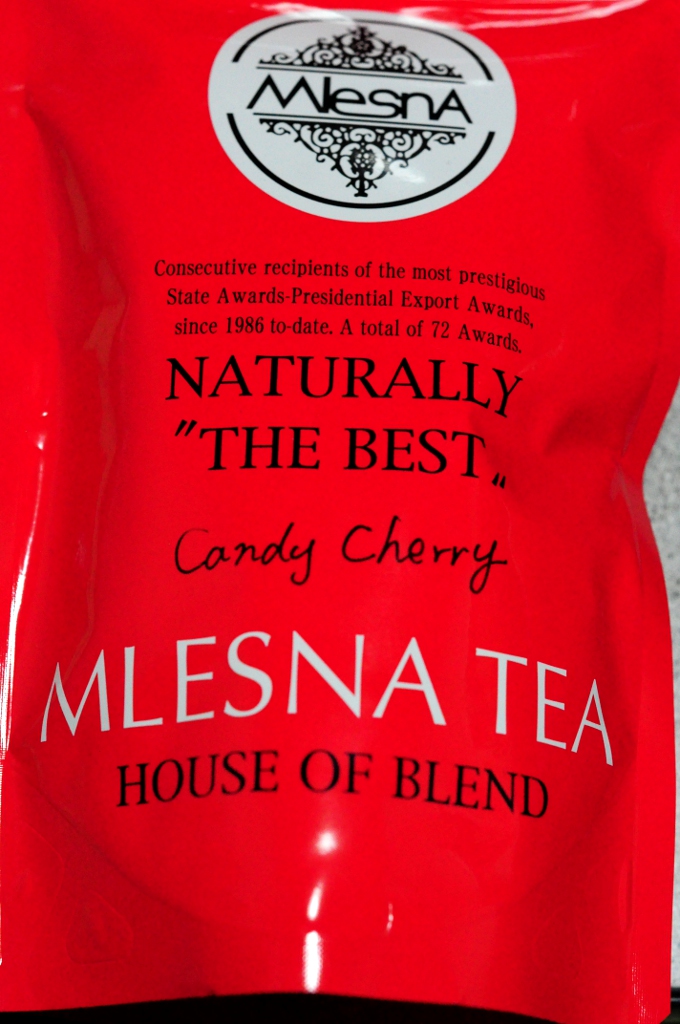 MlesnA
Consecutive recipients of the most prestigious
State Awards-Presidential Export Awards,
since 1986 to-date. A total of 72 Awards.
NATURALLY
"THE BEST„
Candy Cherry
MLESNA TEA
HOUSE OF BLEND